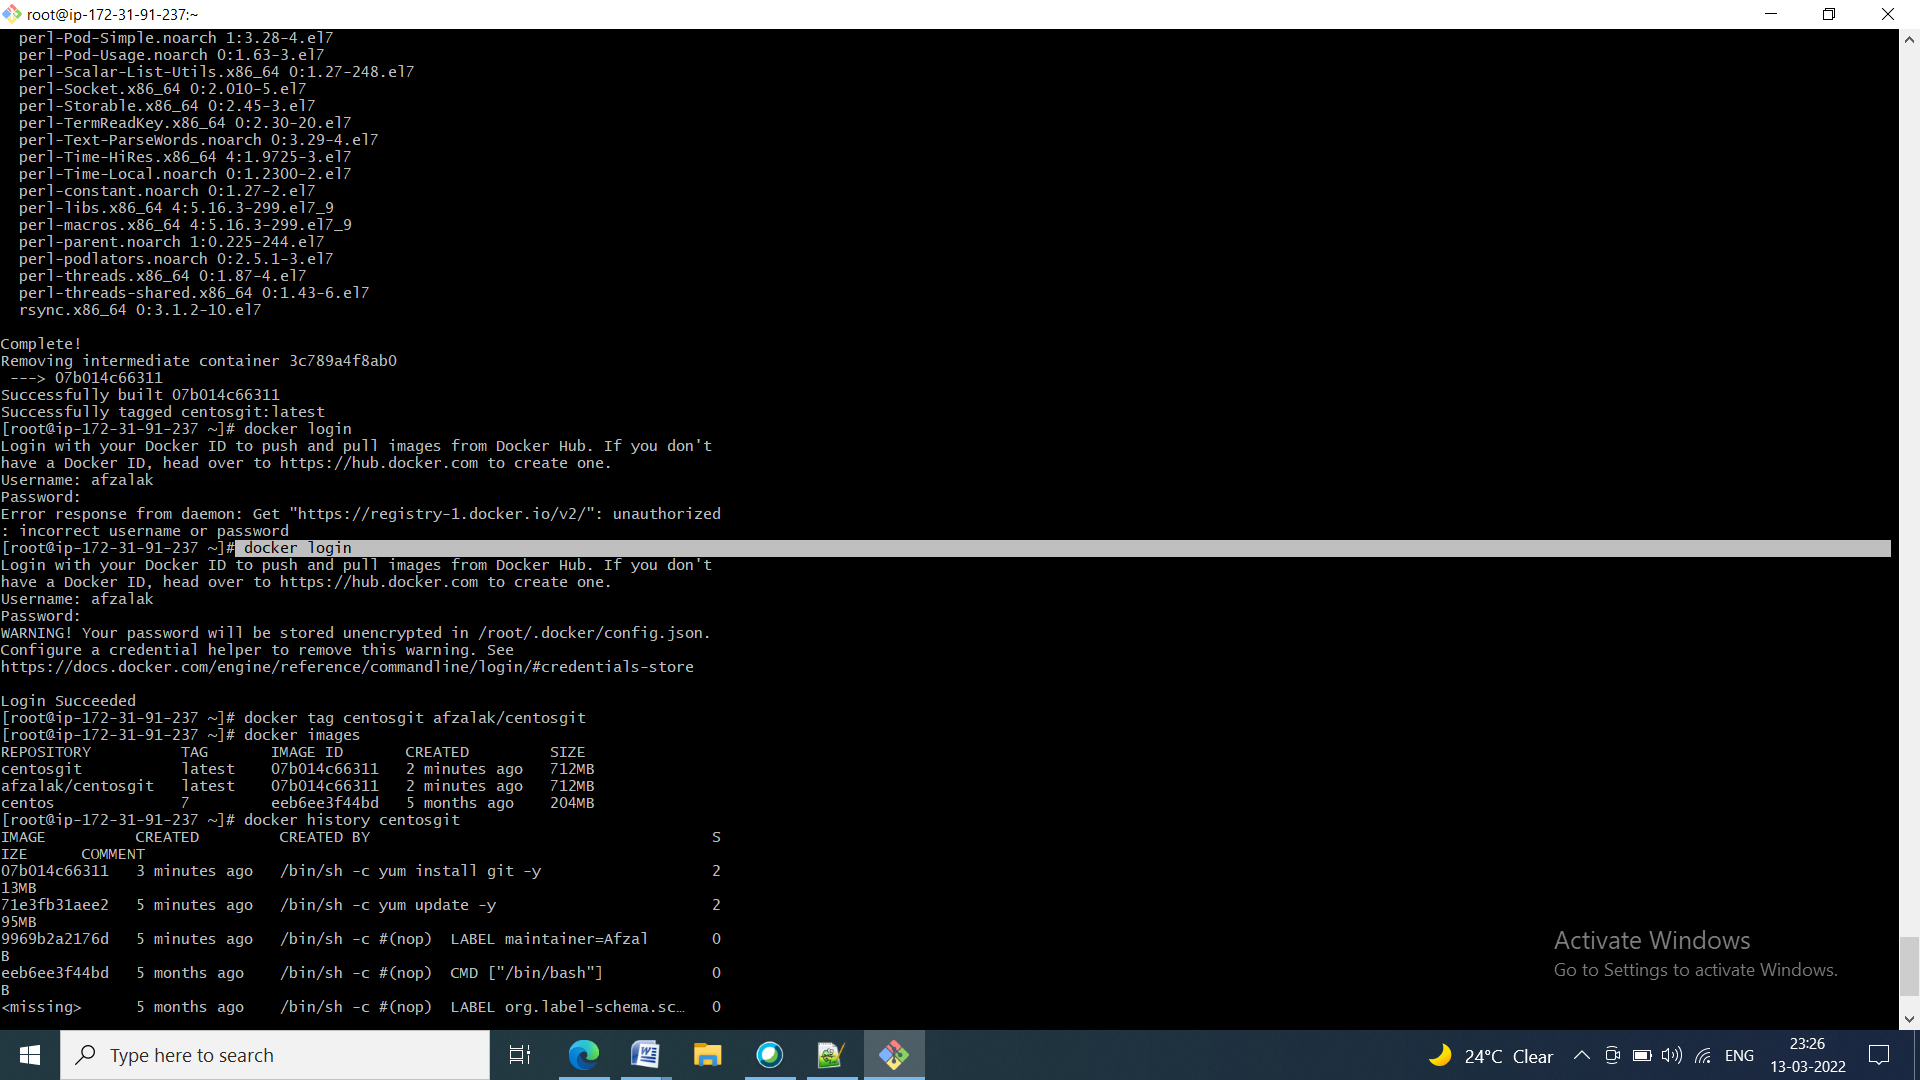 root@ip-172-31-91-237:~
perl-Pod-Simple.noarch 1:3.28-4.el7
perl-Pod-Usage.noarch 0:1.63-3.el7
perl-Scalar-List-Utils.x86_64 0:1.27-248.el7
perl-Socket.x86_64 0:2.010-5.el7
perl-Storable.x86_64 0:2.45-3.el7
perl-TermReadKey.x86_64 0:2.30-20.el7
perl-Text-ParseWords.noarch 0:3.29-4.el7
perl-Time-HiRes.x86_64 4:1.9725-3.el7
perl-Time-Local.noarch 0:1.2300-2.el7
perl-constant.noarch 0:1.27-2.el7
perl-libs.x86_64 4:5.16.3-299.el7_9
perl-macros.x86_64 4:5.16.3-299.el7_9
perl-parent.noarch 1:0.225-244.el7
perl-podlators.noarch 0:2.5.1-3.el7
perl-threads.x86_64 0:1.87-4.el7
perl-threads-shared.x86_64 0:1.43-6.el7
rsync.x86_64 0:3.1.2-10.el7
Complete!
Removing intermediate container 3c789a4f8ab0
---> 07b014c66311
Successfully built 07b014c66311
Successfully tagged centosgit:latest
[root@ip-172-31-91-237 ~]# docker login
Login with your Docker ID to push and pull images from Docker Hub. If you don't
have a Docker ID, head over to https://hub.docker.com to create one.
Username: afzalak
Password:
Error response from daemon: Get "https://registry-1.docker.io/v2/": unauthorized
: incorrect username or password
[root@ip-172-31-91-237 ~]# docker login
Login with your Docker ID to push and pull images from Docker Hub. If you don't
have a Docker ID, head over to https://hub.docker.com to create one.
Username: afzalak
Password:
WARNING! Your password will be stored unencrypted in /root/.docker/config.json.
Configure a credential helper to remove this warning. See
https://docs.docker.com/engine/reference/commandline/login/#credentials-store
Login Succeeded
[root@ip-172-31-91-237 ~]# docker tag centosgit afzalak/centosgit
[root@ip-172-31-91-237 ~]# docker images
REPOSITORY TAG IMAGE ID CREATED SIZE
centosgit latest 07b014c66311 2 minutes ago 712MB
afzalak/centosgit latest 07b014c66311 2 minutes ago 712MB
centos 7 eeb6ee3f44bd 5 months ago 204MB
[root@ip-172-31-91-237 ~]# docker history centosgit
IMAGE CREATED CREATED BY S
IZE COMMENT
07b014c66311 3 minutes ago /bin/sh -c yum install git -y 2
13MB
71e3fb31aee2 5 minutes ago /bin/sh -c yum update -y 2
95MB
9969b2a2176d 5 minutes ago /bin/sh -c #(nop) LABEL maintainer=Afzal 0
B
eeb6ee3f44bd 5 months ago /bin/sh -c #(nop) CMD ["/bin/bash"] 0
B
<missing> 5 months ago /bin/sh -c #(nop) LABEL org.label-schema.sc… 0
Activate Windows
Go to Settings to activate Windows.
Type here to search
24°C Clear
ENG
23:26
13-03-2022